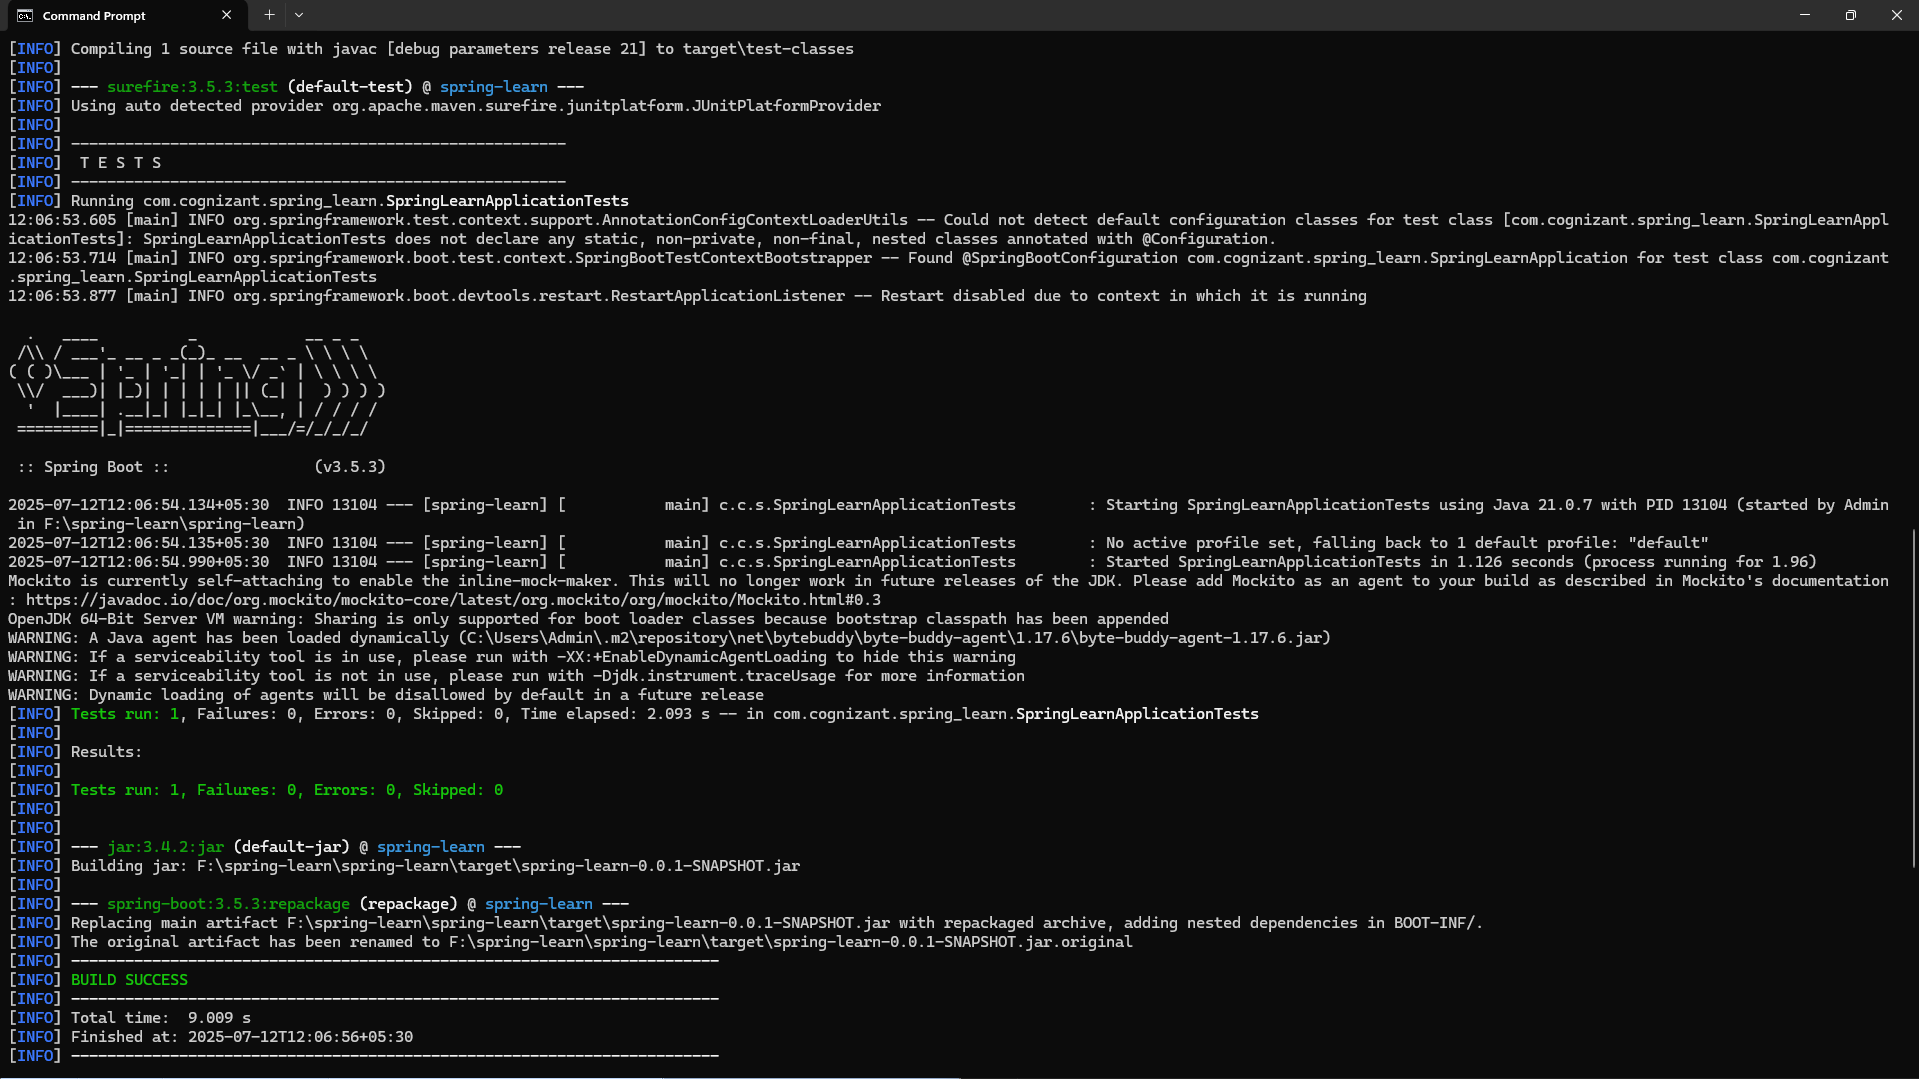 Command Prompt
[INFO] Compiling 1 source file with javac [debug parameters release 21] to target\test-classes
[INFO]
[INFO] --- surefire:3.5.3:test (default-test) @ spring-learn ---
[INFO] Using auto detected provider org.apache.maven.surefire.junitplatform.JUnitPlatformProvider
[INFO]
[INFO] -------------------------------------------------------
[INFO]  T E S T S
[INFO] -------------------------------------------------------
[INFO] Running com.cognizant.spring_learn.SpringLearnApplicationTests
12:06:53.605 [main] INFO org.springframework.test.context.support.AnnotationConfigContextLoaderUtils -- Could not detect default configuration classes for test class [com.cognizant.spring_learn.SpringLearnAppl
icationTests]: SpringLearnApplicationTests does not declare any static, non-private, non-final, nested classes annotated with @Configuration.
12:06:53.714 [main] INFO org.springframework.boot.test.context.SpringBootTestContextBootstrapper -- Found @SpringBootConfiguration com.cognizant.spring_learn.SpringLearnApplication for test class com.cognizant
.spring_learn.SpringLearnApplicationTests
12:06:53.877 [main] INFO org.springframework.boot.devtools.restart.RestartApplicationListener -- Restart disabled due to context in which it is running
  .   ____          _            __ _ _
 /\\ / ___'_ __ _ _(_)_ __  __ _ \ \ \ \
( ( )\___ | '_ | '_| | '_ \/ _` | \ \ \ \
 \\/  ___)| |_)| | | | | || (_| |  ) ) ) )
  '  |____| .__|_| |_|_| |_\__, | / / / /
 =========|_|==============|___/=/_/_/_/
 :: Spring Boot ::                (v3.5.3)
2025-07-12T12:06:54.134+05:30  INFO 13104 --- [spring-learn] [           main] c.c.s.SpringLearnApplicationTests        : Starting SpringLearnApplicationTests using Java 21.0.7 with PID 13104 (started by Admin
 in F:\spring-learn\spring-learn)
2025-07-12T12:06:54.135+05:30  INFO 13104 --- [spring-learn] [           main] c.c.s.SpringLearnApplicationTests        : No active profile set, falling back to 1 default profile: "default"
2025-07-12T12:06:54.990+05:30  INFO 13104 --- [spring-learn] [           main] c.c.s.SpringLearnApplicationTests        : Started SpringLearnApplicationTests in 1.126 seconds (process running for 1.96)
Mockito is currently self-attaching to enable the inline-mock-maker. This will no longer work in future releases of the JDK. Please add Mockito as an agent to your build as described in Mockito's documentation
: https://javadoc.io/doc/org.mockito/mockito-core/latest/org.mockito/org/mockito/Mockito.html#0.3
OpenJDK 64-Bit Server VM warning: Sharing is only supported for boot loader classes because bootstrap classpath has been appended
WARNING: A Java agent has been loaded dynamically (C:\Users\Admin\.m2\repository\net\bytebuddy\byte-buddy-agent\1.17.6\byte-buddy-agent-1.17.6.jar)
WARNING: If a serviceability tool is in use, please run with -XX:+EnableDynamicAgentLoading to hide this warning
WARNING: If a serviceability tool is not in use, please run with -Djdk.instrument.traceUsage for more information
WARNING: Dynamic loading of agents will be disallowed by default in a future release
[INFO] Tests run: 1, Failures: 0, Errors: 0, Skipped: 0, Time elapsed: 2.093 s -- in com.cognizant.spring_learn.SpringLearnApplicationTests
[INFO]
[INFO] Results:
[INFO]
[INFO] Tests run: 1, Failures: 0, Errors: 0, Skipped: 0
[INFO]
[INFO]
[INFO] --- jar:3.4.2:jar (default-jar) @ spring-learn ---
[INFO] Building jar: F:\spring-learn\spring-learn\target\spring-learn-0.0.1-SNAPSHOT.jar
[INFO]
[INFO] --- spring-boot:3.5.3:repackage (repackage) @ spring-learn ---
[INFO] Replacing main artifact F:\spring-learn\spring-learn\target\spring-learn-0.0.1-SNAPSHOT.jar with repackaged archive, adding nested dependencies in BOOT-INF/.
[INFO] The original artifact has been renamed to F:\spring-learn\spring-learn\target\spring-learn-0.0.1-SNAPSHOT.jar.original
[INFO] ------------------------------------------------------------------------
[INFO] BUILD SUCCESS
[INFO] ------------------------------------------------------------------------
[INFO] Total time:  9.009 s
[INFO] Finished at: 2025-07-12T12:06:56+05:30
[INFO] ------------------------------------------------------------------------